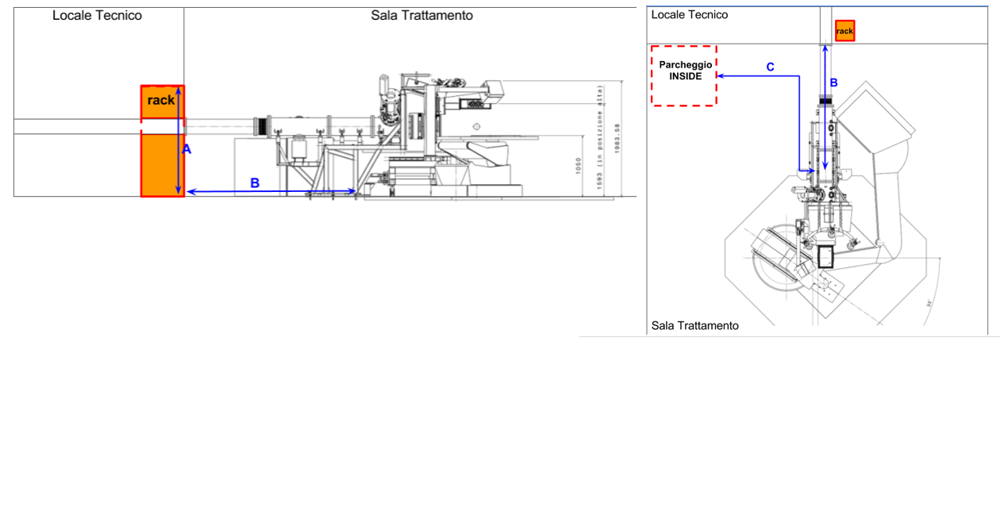 Locale Tecnico
Sala Trattamento
rack
A
B
1050
1593 (in posizione alta)
1983.58
Locale Tecnico
rack
Parcheggio
INSIDE
C
B
Sala Trattamento